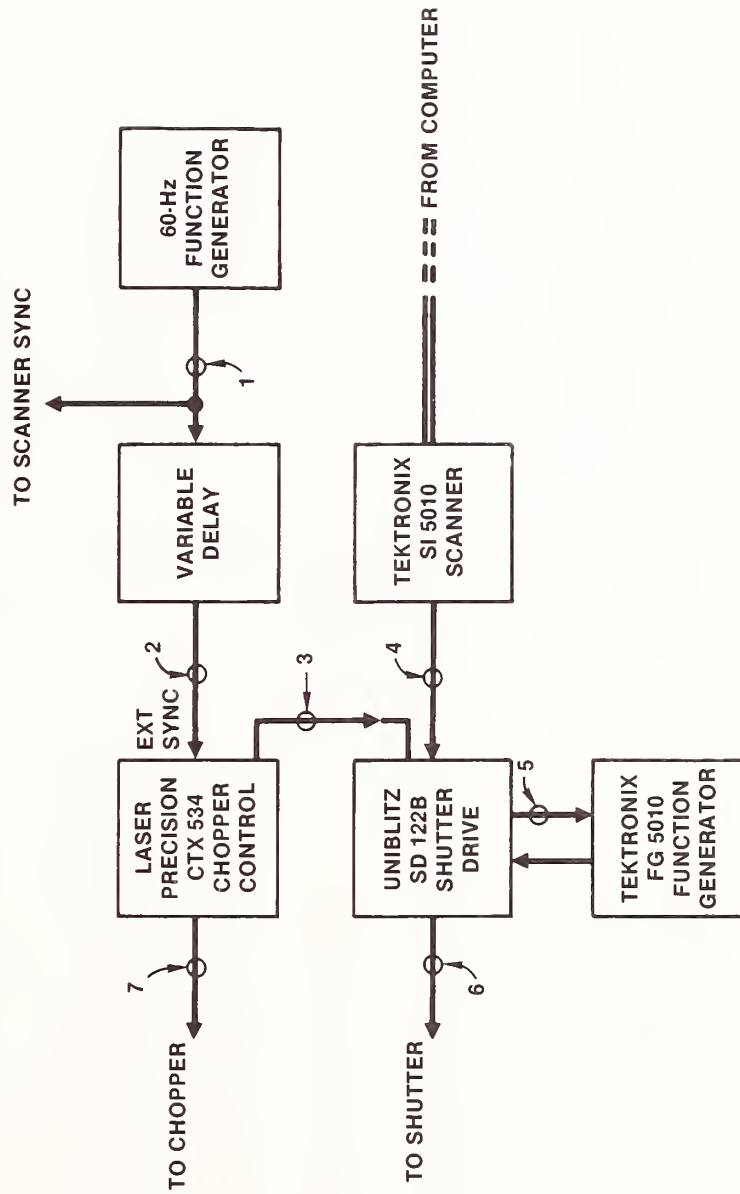 TO SCANNER SYNC
60-Hz
FUNCTION
GENERATOR
1
VARIABLE
DELAY
2
EXT
SYNC
LASER
PRECISION
CTX 534
CHOPPER
CONTROL
7
TO CHOPPER
3
FROM COMPUTER
TEKTRONIX
SI 5010
SCANNER
4
UNIBLITZ
SD 122B
SHUTTER
DRIVE
6
TO SHUTTER
5
TEKTRONIX
FG 5010
FUNCTION
GENERATOR